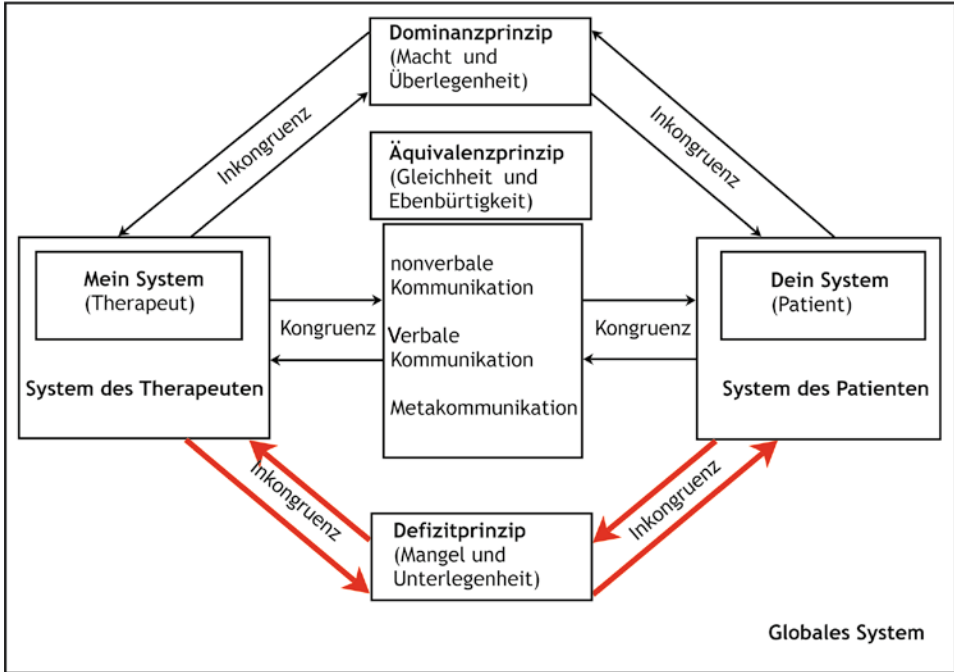 Dominanzprinzip
(Macht und
Überlegenheit)
Inkongruenz
Inkongruenz
Äquivalenzprinzip
(Gleichheit und
Ebenbürtigkeit)
Mein System
(Therapeut)
System des Therapeuten
Kongruenz
nonverbale
Kommunikation
Verbale
Kommunikation
Metakommunikation
Kongruenz
Dein System
(Patient)
System des Patienten
Inkongruenz
Inkongruenz
Defizitprinzip
(Mangel und
Unterlegenheit)
Globales System